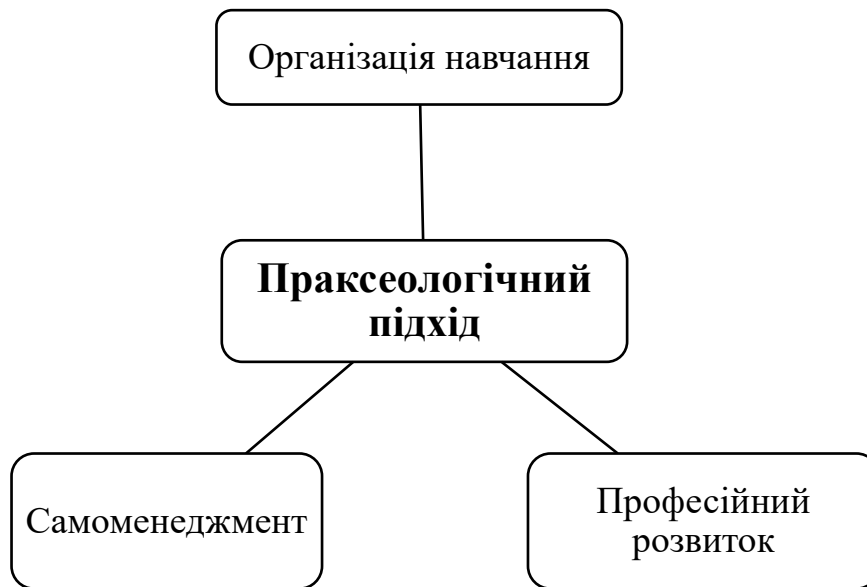 Організація навчання
Праксеологічний
підхід
Самоменеджмент
Професійний
розвиток